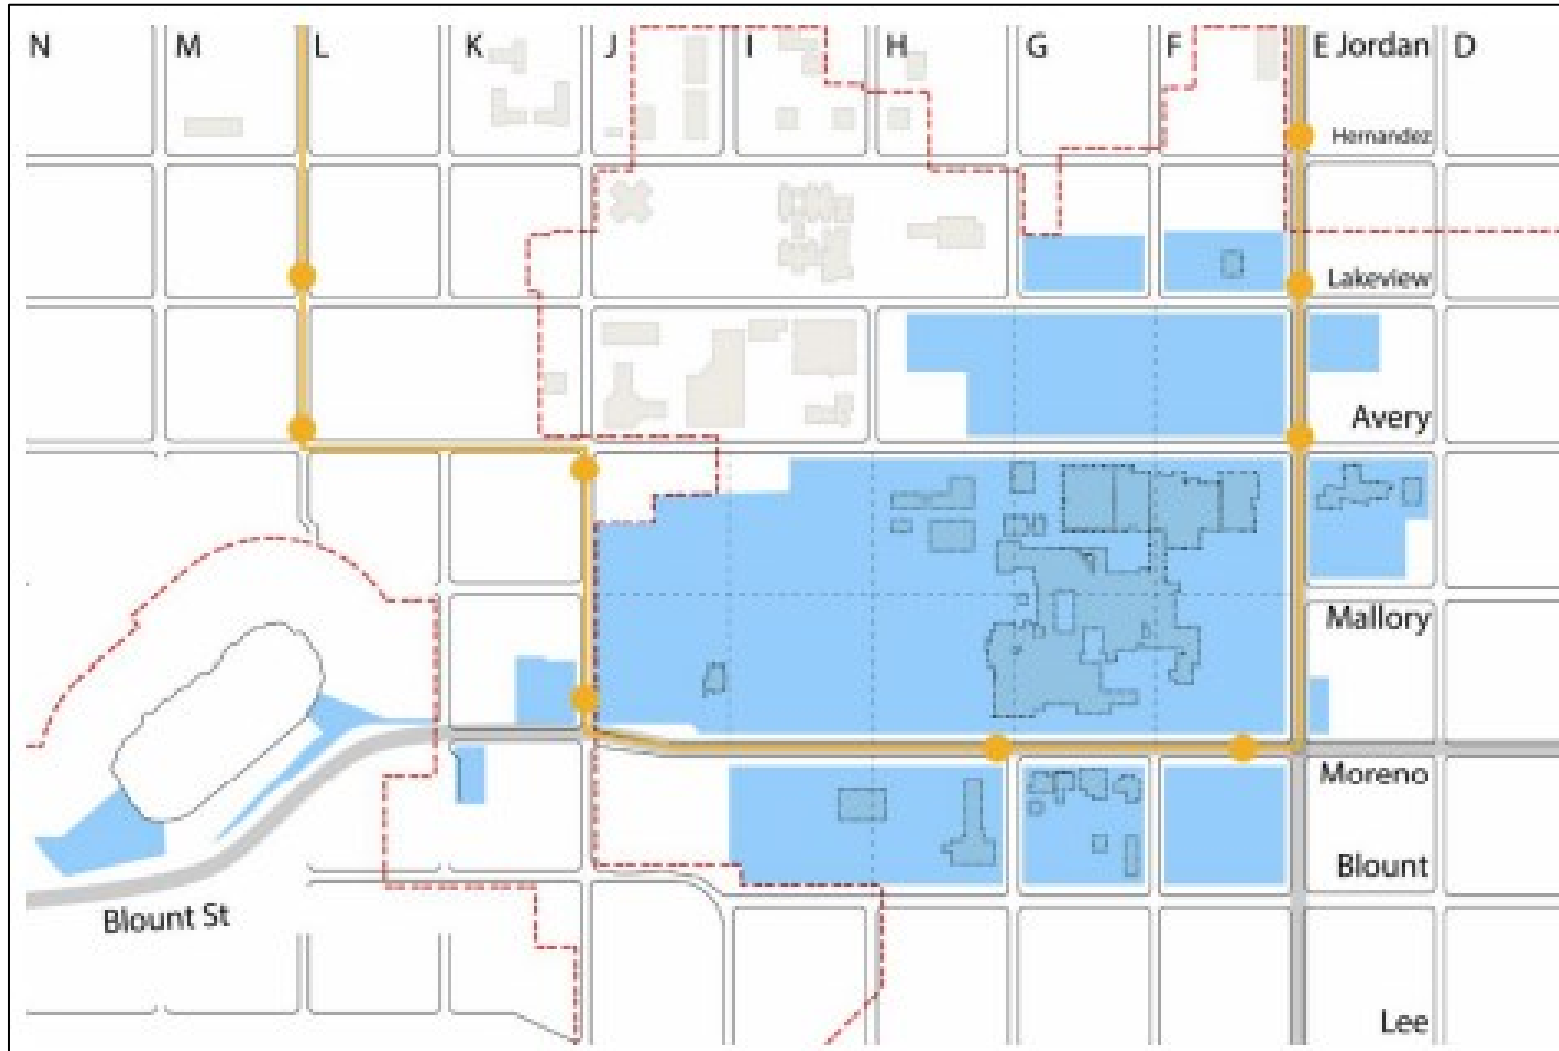 N M L K J I H G F E Jordan D
Hernandez
Lakeview
Avery
Mallory
Moreno
Blount
Blount St
Lee